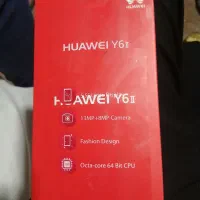 HUAWEI
HUAWEI Y6II
HUAWEI Y6II
13MP+8MP Camera
Fashion Design
Octa-core 64 Bit CPU